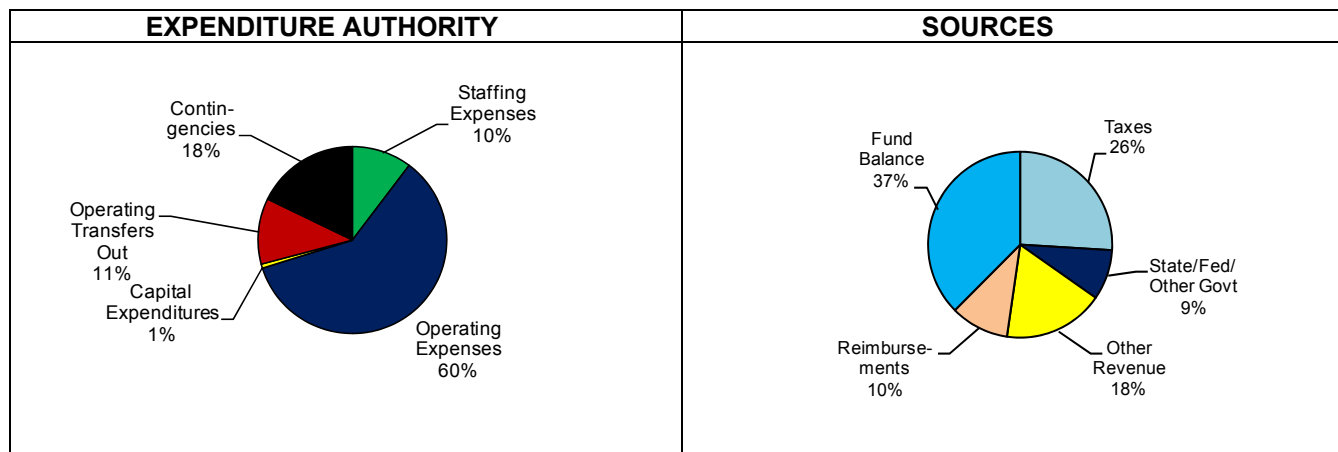 EXPENDITURE AUTHORITY
Contin-
gencies
18%
Staffing
Expenses
10%
Operating
Transfers
Out
11%
Capital
Expenditures
1%
Operating
Expenses
60%
SOURCES
Fund
Balance
37%
Taxes
26%
State/Fed/
Other Govt
9%
Reimburse-
ments
10%
Other
Revenue
18%